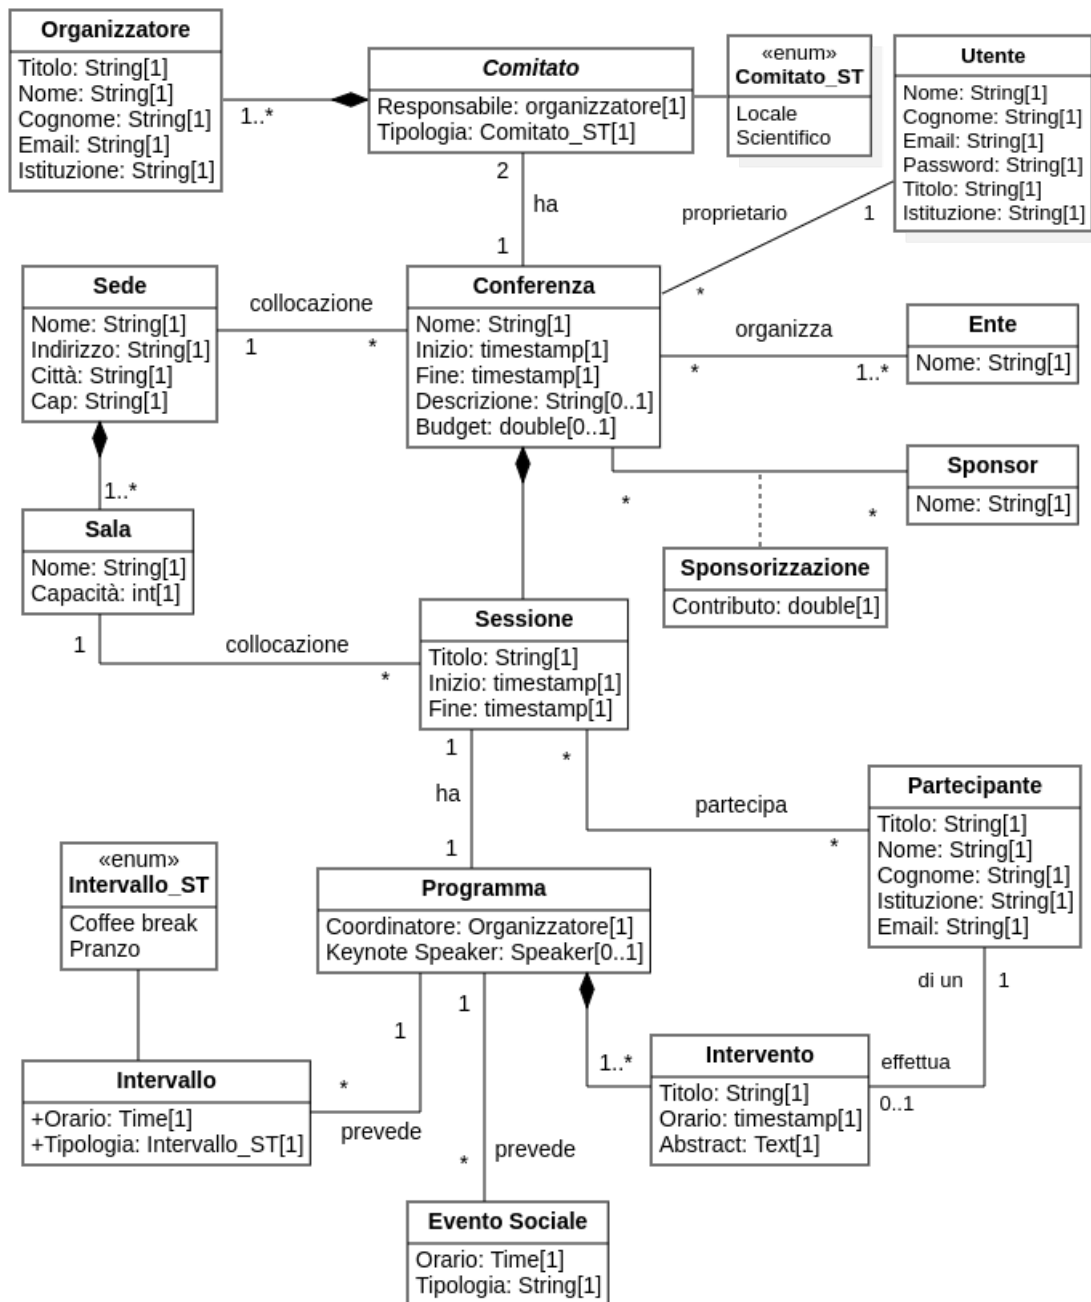 Organizzatore
Titolo: String[1]
Nome: String[1]
Cognome: String[1]
Email: String[1]
Istituzione: String[1]
1..*
Comitato
Responsabile: organizzatore[1]
Tipologia: Comitato_ST[1]
«enum»
Comitato_ST
Locale
Scientifico
Utente
Nome: String[1]
Cognome: String[1]
Email: String[1]
Password: String[1]
Titolo: String[1]
Istituzione: String[1]
2
ha
1
proprietario
1
*
Sede
Nome: String[1]
Indirizzo: String[1]
Città: String[1]
Cap: String[1]
collocazione
1
*
Conferenza
Nome: String[1]
Inizio: timestamp[1]
Fine: timestamp[1]
Descrizione: String[0..1]
Budget: double[0..1]
organizza
*
1..*
Ente
Nome: String[1]
Sponsor
Nome: String[1]
*
*
Sponsorizzazione
Contributo: double[1]
1..*
Sala
Nome: String[1]
Capacità: int[1]
1
collocazione
*
Sessione
Titolo: String[1]
Inizio: timestamp[1]
Fine: timestamp[1]
1
ha
1
*
partecipa
*
Partecipante
Titolo: String[1]
Nome: String[1]
Cognome: String[1]
Istituzione: String[1]
Email: String[1]
«enum»
Intervallo_ST
Coffee break
Pranzo
Programma
Coordinatore: Organizzatore[1]
Keynote Speaker: Speaker[0..1]
di un
1
1
1
1..*
Intervento
Titolo: String[1]
Orario: timestamp[1]
Abstract: Text[1]
effettua
0..1
Intervallo
+Orario: Time[1]
+Tipologia: Intervallo_ST[1]
*
prevede
*
prevede
Evento Sociale
Orario: Time[1]
Tipologia: String[1]